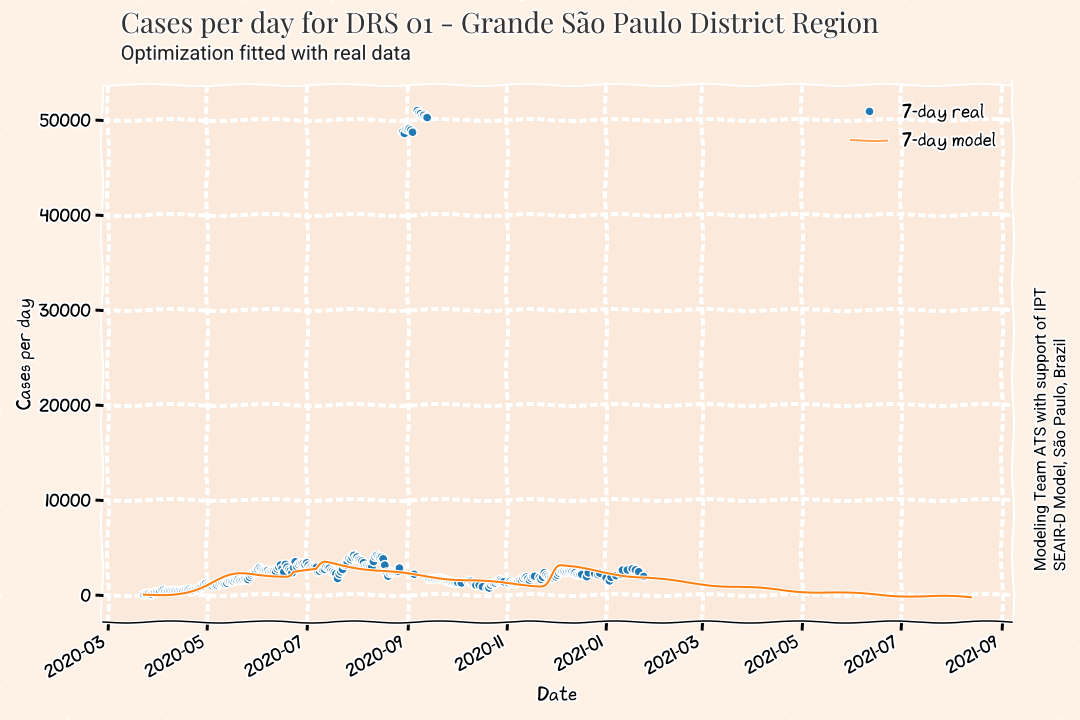 Cases per day for DRS 01 - Grande São Paulo District Region
Optimization fitted with real data
7-day real
7-day model
50000
40000
30000
20000
10000
0
Cases per day
2020-03
2020-05
2020-07
2020-09
2020-11
2021-01
2021-03
2021-05
2021-07
2021-09
Date
Modeling Team ATS with support of IPT
SEAIR-D Model, São Paulo, Brazil